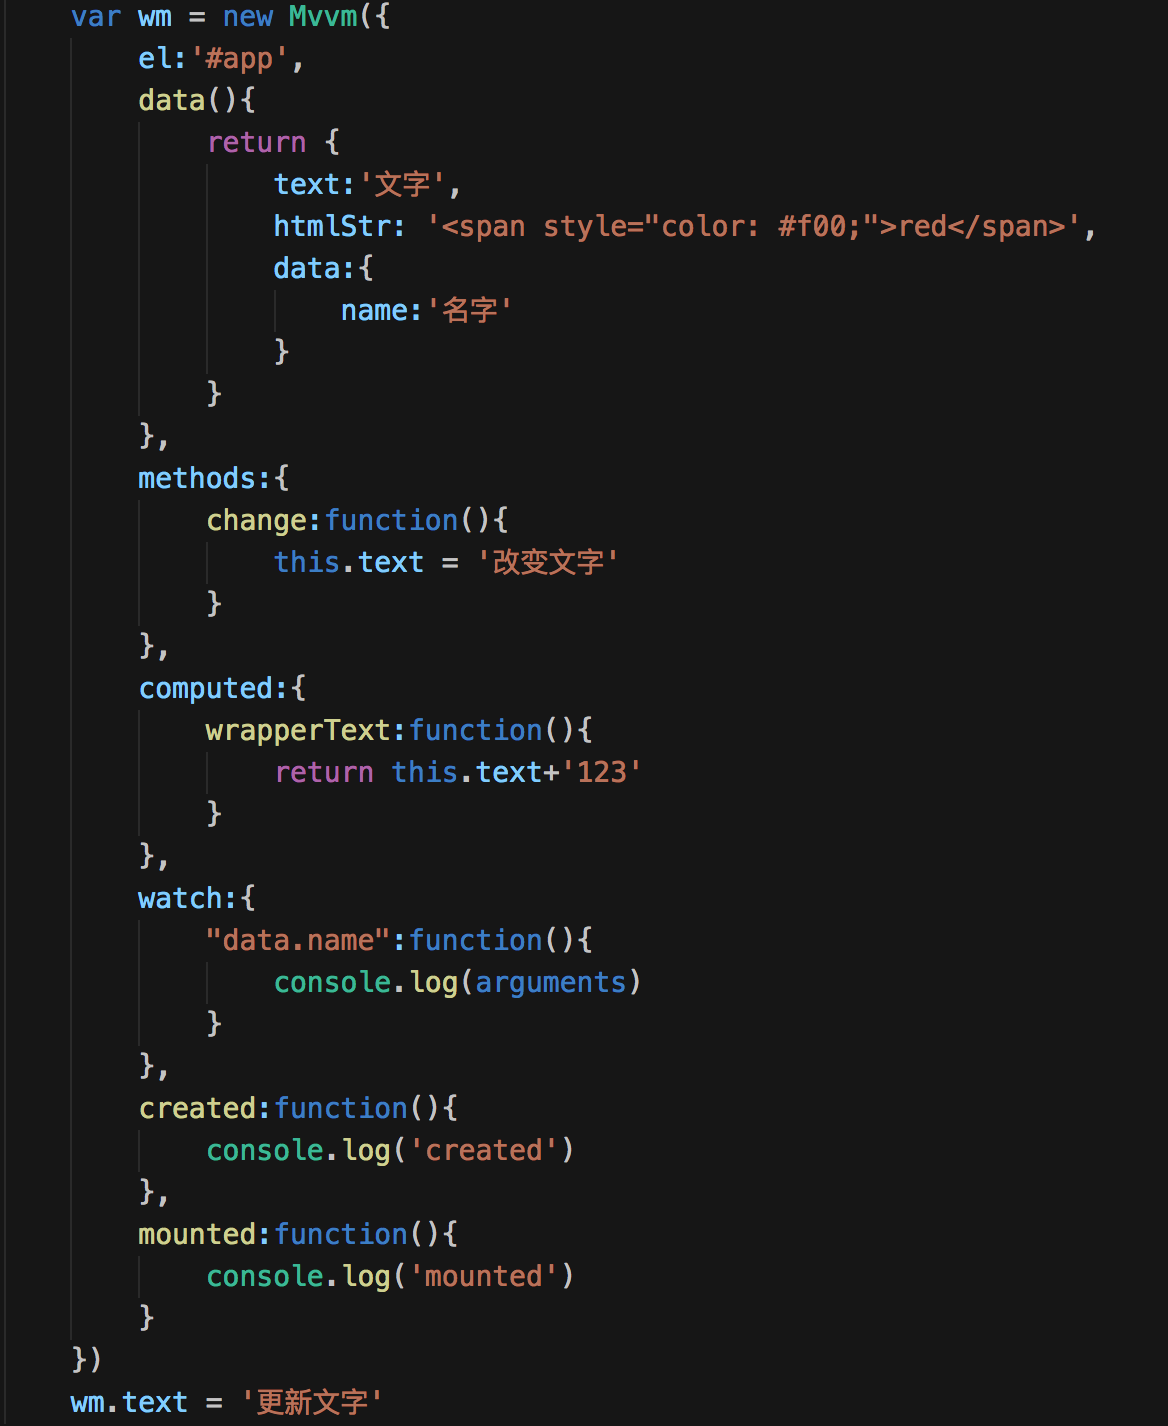 var wm = new Mvvm({
    el:'#app',
    data(){
        return {
            text:'文字',
            htmlStr: '<span style="color: #f00;">red</span>',
            data:{
                name:'名字'
            }
        }
    },
    methods:{
        change:function(){
            this.text = '改变文字'
        }
    },
    computed:{
        wrapperText:function(){
            return this.text+'123'
        }
    },
    watch:{
        "data.name":function(){
            console.log(arguments)
        }
    },
    created:function(){
        console.log('created')
    },
    mounted:function(){
        console.log('mounted')
    }
})
wm.text = '更新文字'